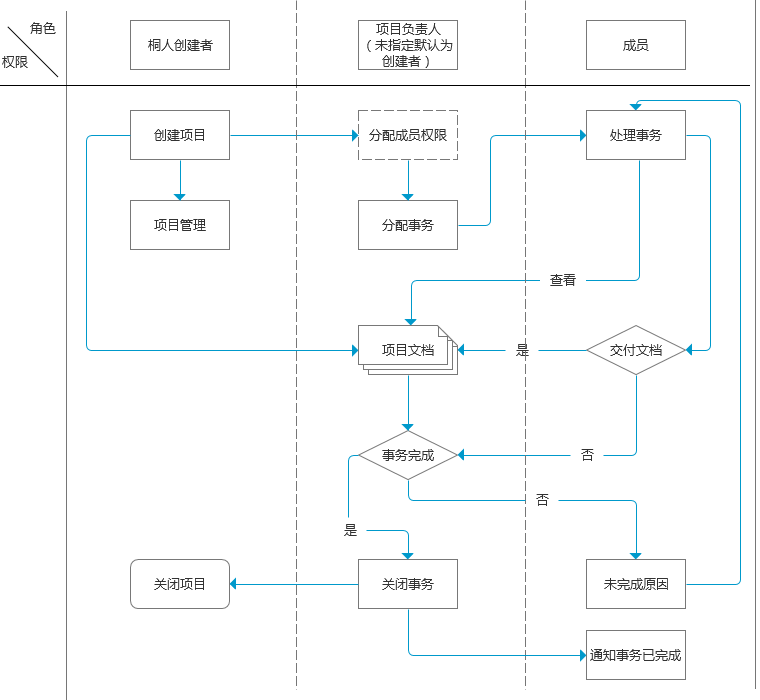 角色
权限
桐人创建者
项目负责人
（未指定默认为
创建者）
成员
创建项目
分配成员权限
处理事务
项目管理
分配事务
查看
项目文档
是
交付文档
事务完成
否
否
是
关闭项目
关闭事务
未完成原因
通知事务已完成